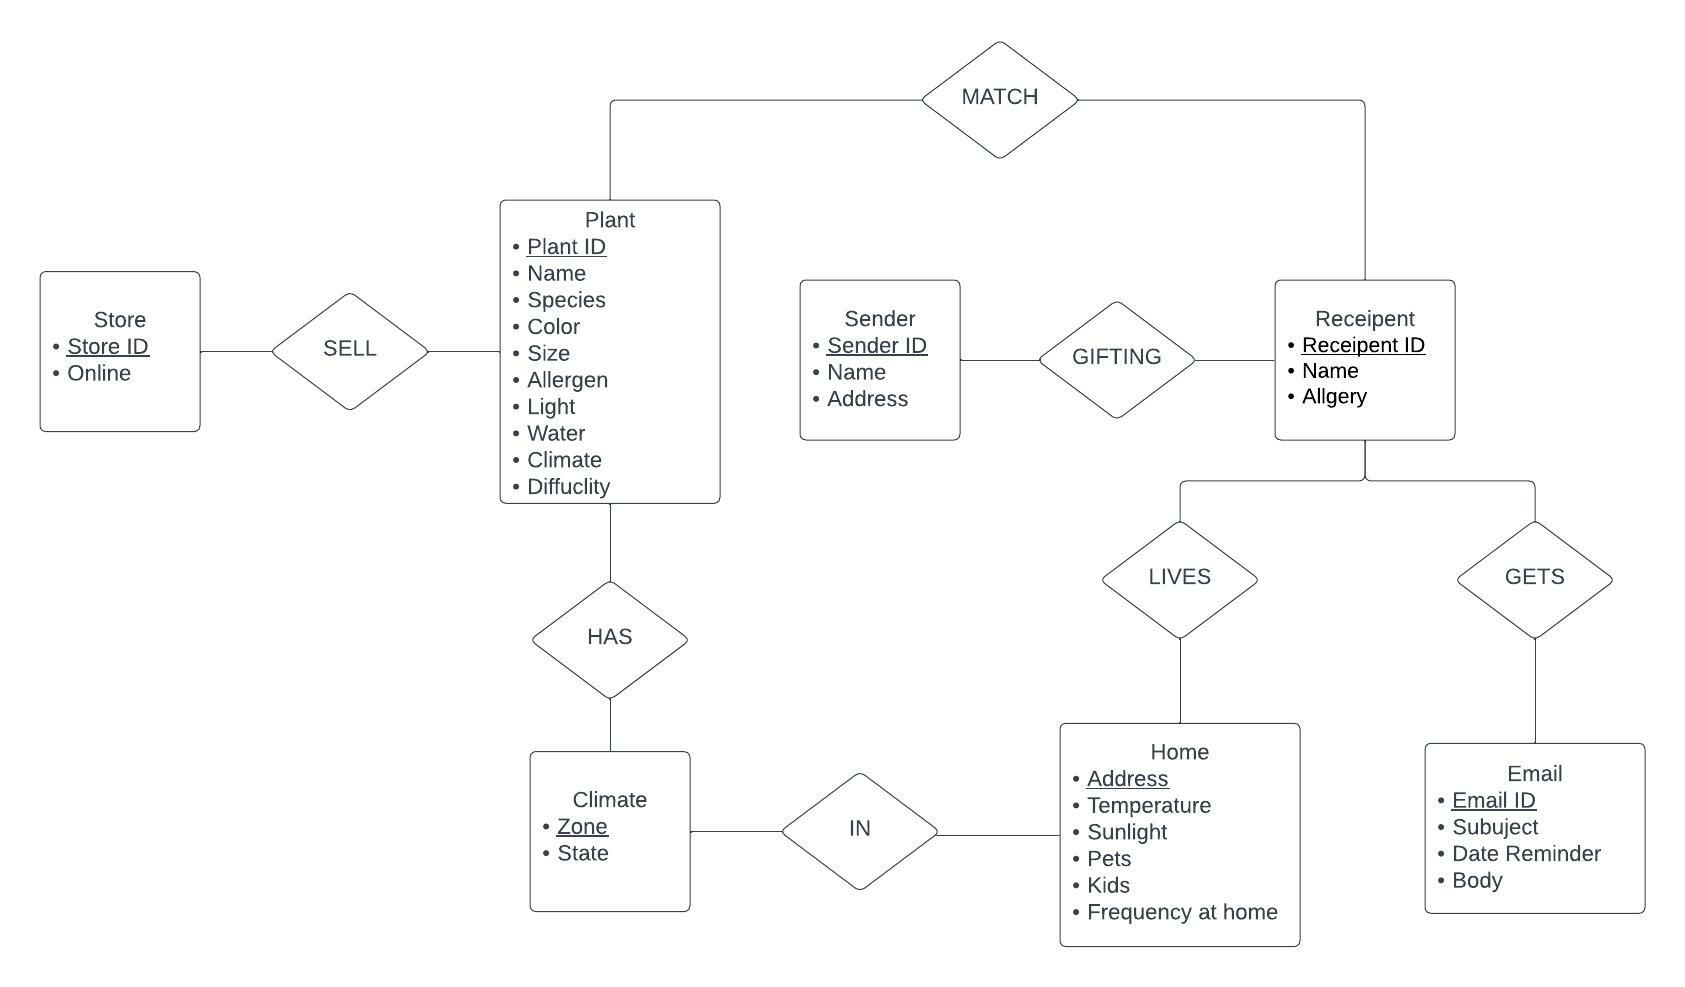 MATCH
Plant
• Plant ID
• Name
• Species
• Color
• Size
• Allergen
• Light
• Water
• Climate
• Diffuclity
Store
• Store ID
• Online
SELL
Sender
• Sender ID
• Name
• Address
GIFTING
Receipent
• Receipent ID
• Name
• Allgery
LIVES
GETS
HAS
Climate
• Zone
• State
IN
Home
• Address
• Temperature
• Sunlight
• Pets
• Kids
• Frequency at home
Email
• Email ID
• Subuject
• Date Reminder
• Body